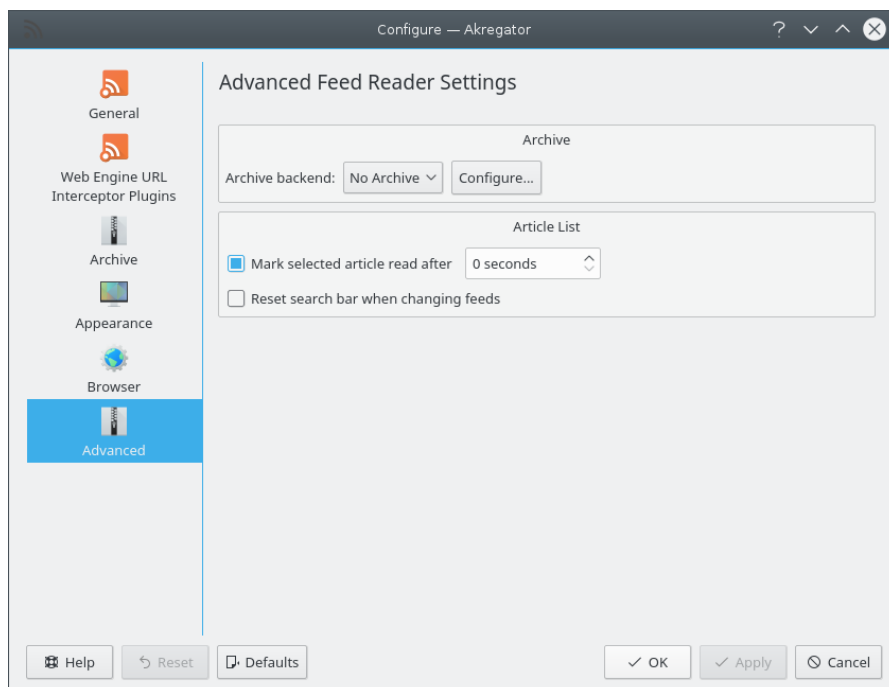 Configure — Akregator
General
Web Engine URL
Interceptor Plugins
Archive
Appearance
Browser
Advanced
Advanced Feed Reader Settings
Archive
Archive backend: No Archive Configure...
Article List
Mark selected article read after 0 seconds
Reset search bar when changing feeds
Help Reset Defaults OK Apply Cancel